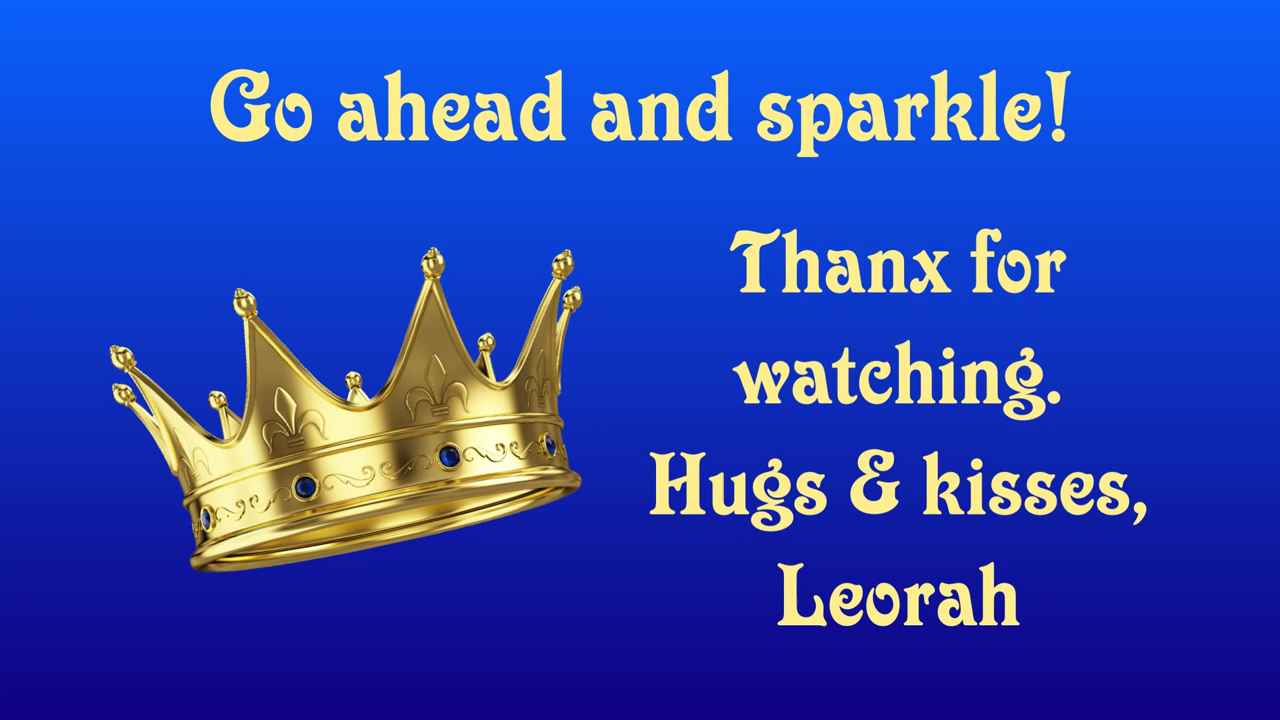 Go ahead and sparkle!
Thanx for
watching.
Hugs & kisses,
Leorah